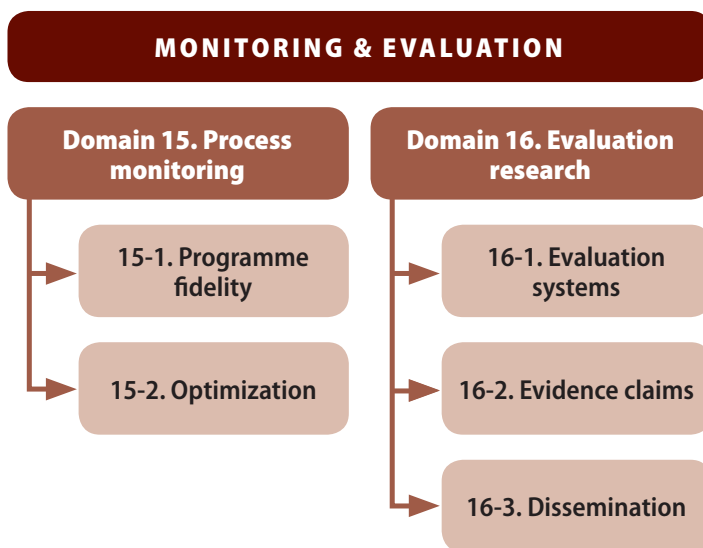 MONITORING & EVALUATION
Domain 15. Process
monitoring
15-1. Programme
fidelity
15-2. Optimization
Domain 16. Evaluation
research
16-1. Evaluation
systems
16-2. Evidence claims
16-3. Dissemination